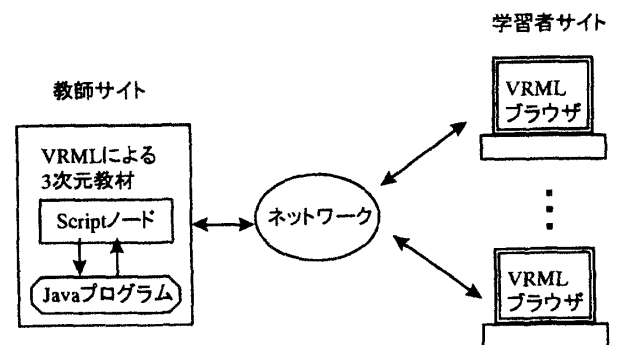 学習者サイト
教師サイト
VRMLによる
3次元教材
Scriptノード
Javaプログラム
ネットワーク
VRML
ブラウザ
VRML
ブラウザ